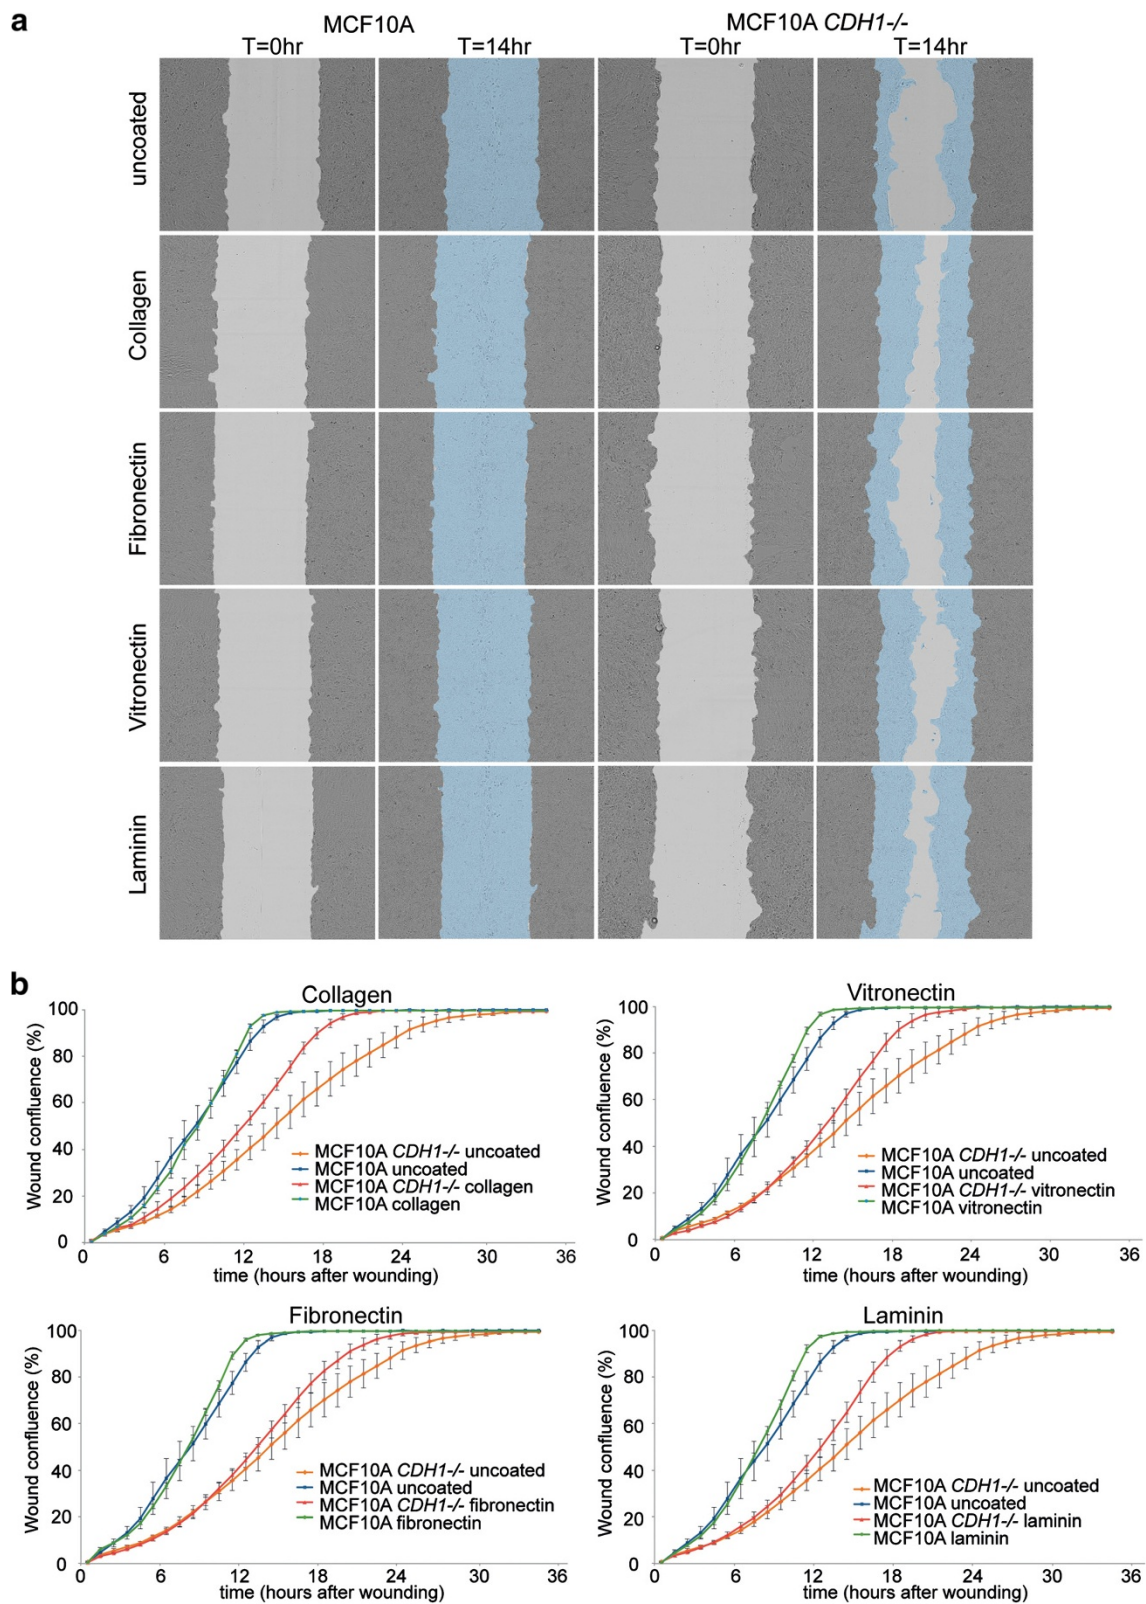 a
MCF10A
MCF10A CDH1-/-
T=0hr
T=14hr
T=0hr
T=14hr
uncoated
Collagen
Fibronectin
Vitronectin
Laminin
b
Collagen
Wound confluence (%)
100
80
60
40
20
0
MCF10A CDH1-/- uncoated
MCF10A uncoated
MCF10A CDH1-/- collagen
MCF10A collagen
0 6 12 18 24 30 36
time (hours after wounding)
Vitronectin
Wound confluence (%)
100
80
60
40
20
0
MCF10A CDH1-/- uncoated
MCF10A uncoated
MCF10A CDH1-/- vitronectin
MCF10A vitronectin
0 6 12 18 24 30 36
time (hours after wounding)
Fibronectin
Wound confluence (%)
100
80
60
40
20
0
MCF10A CDH1-/- uncoated
MCF10A uncoated
MCF10A CDH1-/- fibronectin
MCF10A fibronectin
0 6 12 18 24 30 36
time (hours after wounding)
Laminin
Wound confluence (%)
100
80
60
40
20
0
MCF10A CDH1-/- uncoated
MCF10A uncoated
MCF10A CDH1-/- laminin
MCF10A laminin
0 6 12 18 24 30 36
time (hours after wounding)